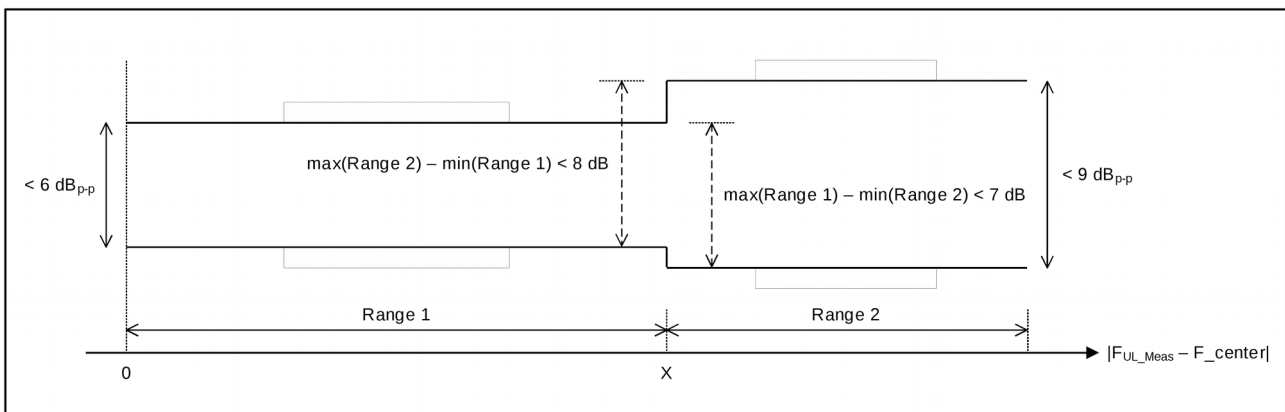 max(Range 2) – min(Range 1) < 8 dB
< 6 dBp-p
< 9 dBp-p
max(Range 1) – min(Range 2) < 7 dB
Range 1
Range 2
|FUL_Meas – F_center|
0
X